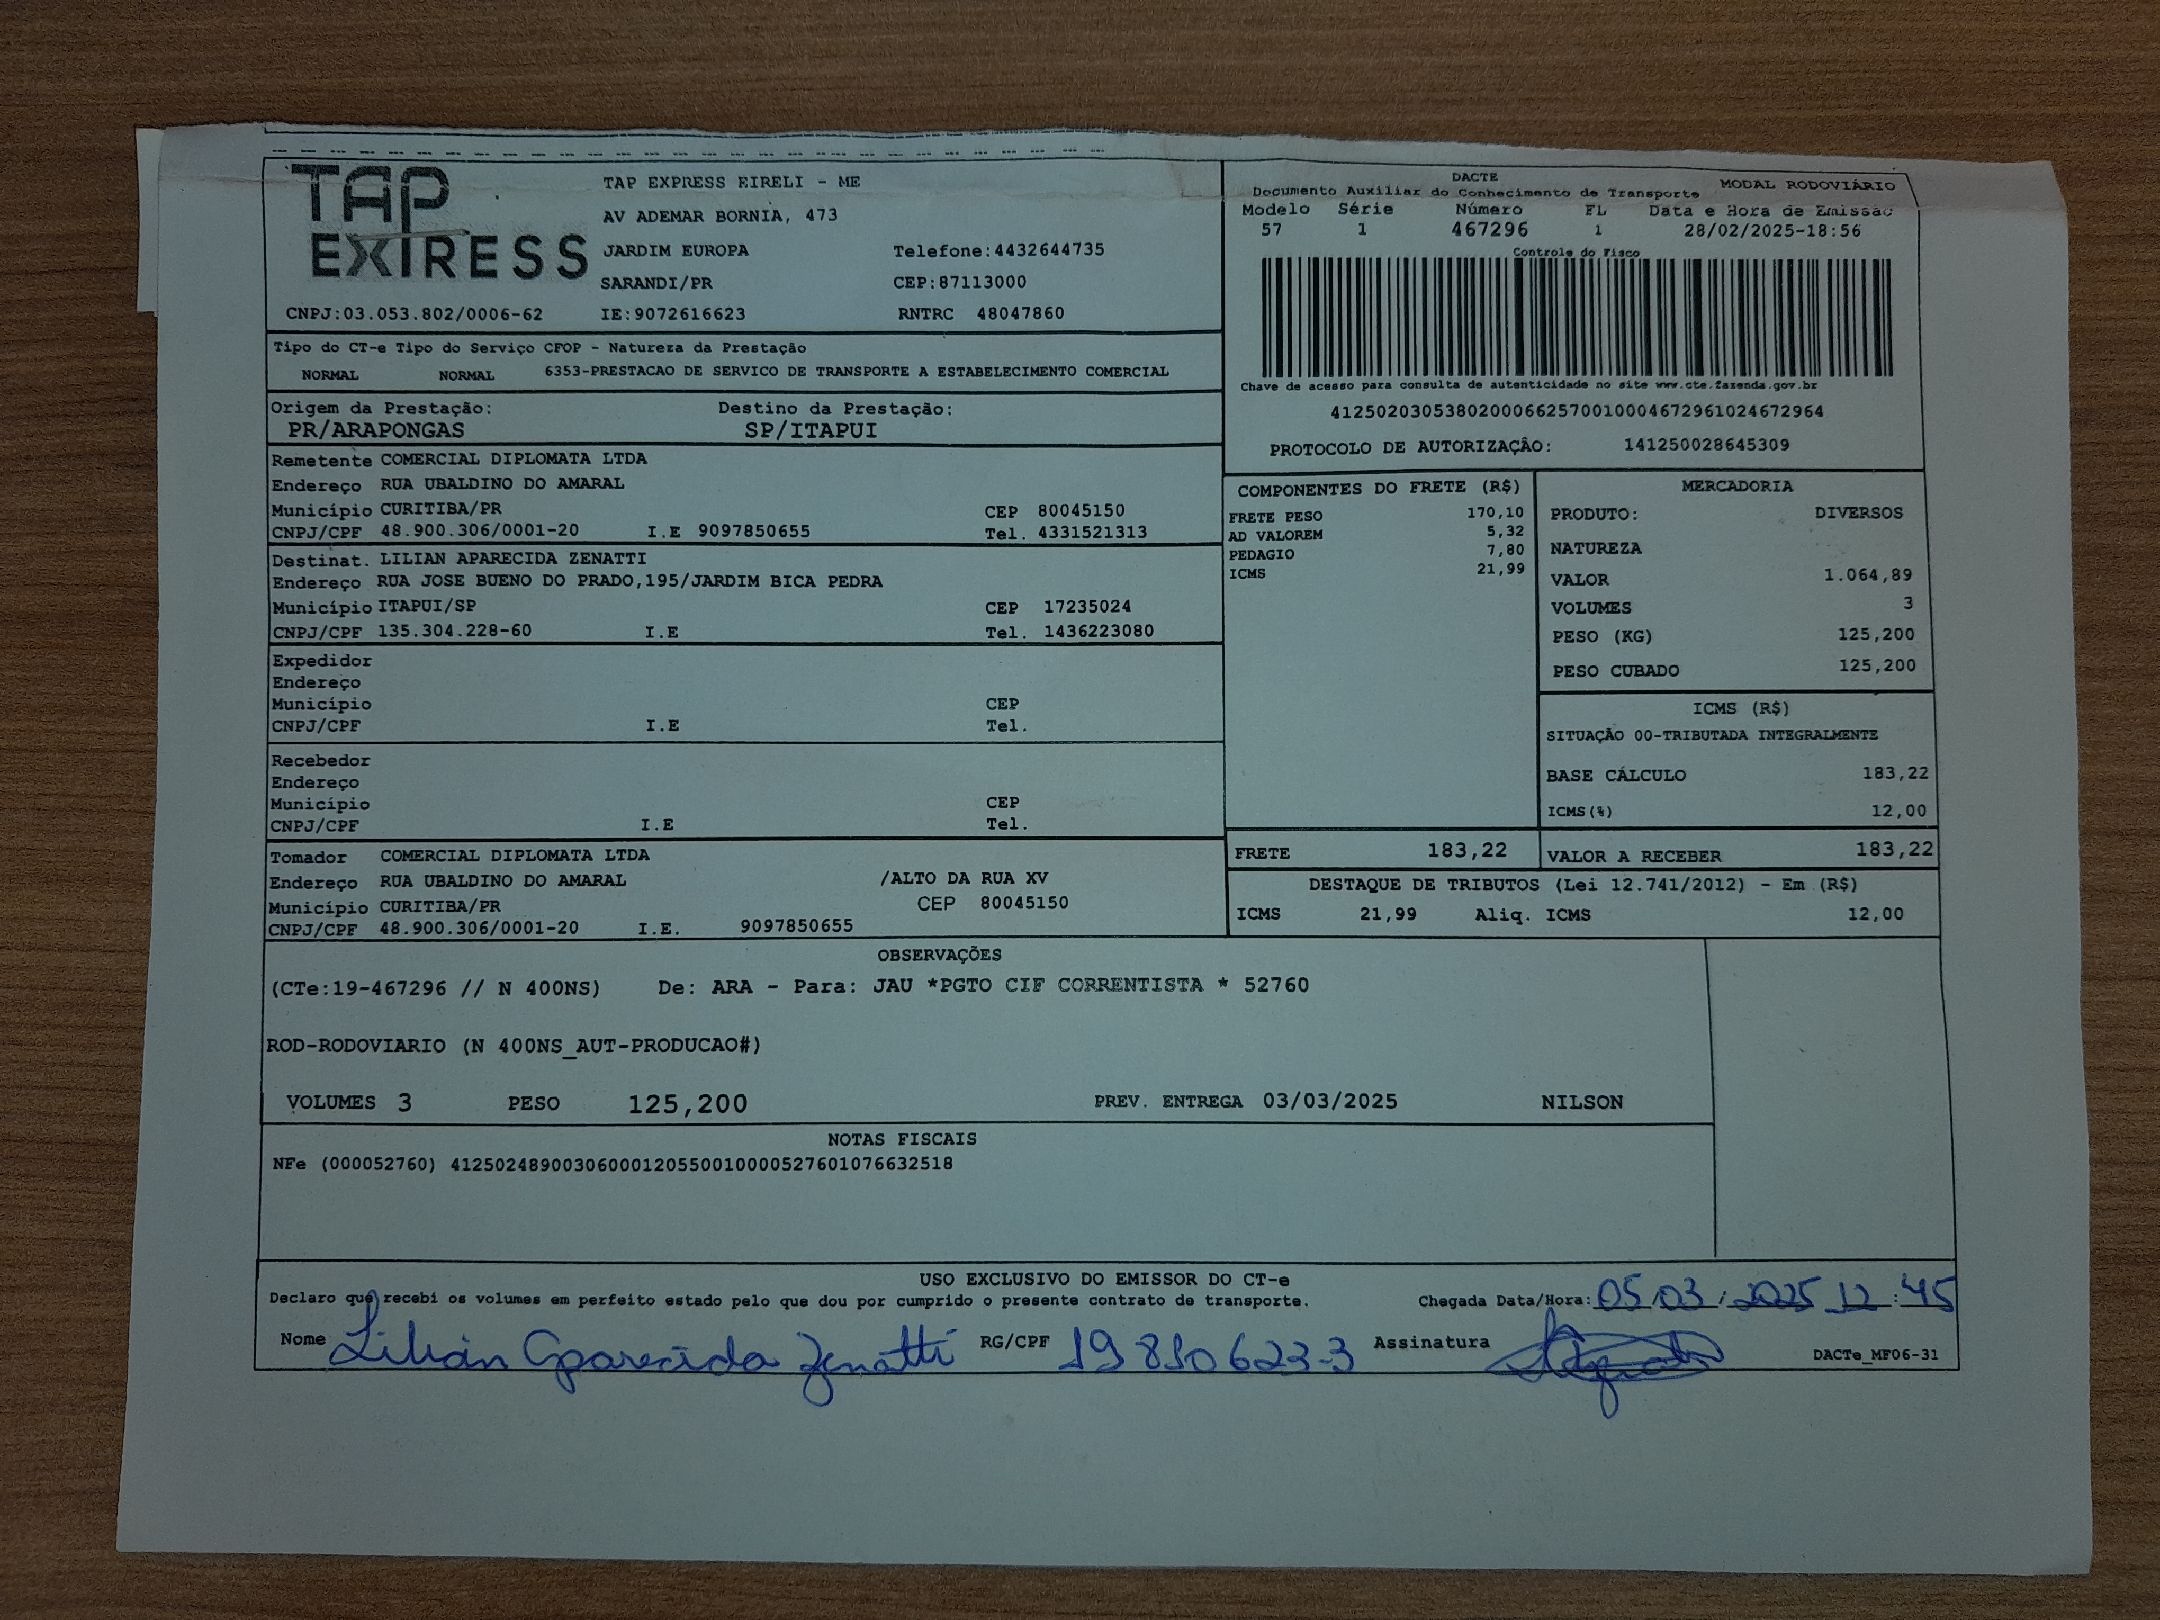 TAP
EXPRESS
TAP EXPRESS EIRELI - ME
AV ADEMAR BORNIA, 473
JARDIM EUROPA Telefone:4432644735
SARANDI/PR CEP:87113000
CNPJ:03.053.802/0006-62 IE:9072616623 RNTRC 48047860
DACTE
Documento Auxiliar do Conhecimento de Transporte MODAL RODOVIÁRIO
Modelo Série Número FL Data e Hora de Emissão
57 1 467296 1 28/02/2025-18:56
Controle do Fisco
Chave de acesso para consulta de autenticidade no site www.cte.fazenda.gov.br
41250203053802000662570010004672961024672964
PROTOCOLO DE AUTORIZAÇÃO: 141250028645309
Tipo do CT-e Tipo do Serviço CFOP - Natureza da Prestação
NORMAL NORMAL 6353-PRESTACAO DE SERVICO DE TRANSPORTE A ESTABELECIMENTO COMERCIAL
Origem da Prestação: Destino da Prestação:
PR/ARAPONGAS SP/ITAPUI
Remetente COMERCIAL DIPLOMATA LTDA
Endereço RUA UBALDINO DO AMARAL
Município CURITIBA/PR CEP 80045150
CNPJ/CPF 48.900.306/0001-20 I.E 9097850655 Tel. 4331521313
Destinat. LILIAN APARECIDA ZENATTI
Endereço RUA JOSE BUENO DO PRADO,195/JARDIM BICA PEDRA
Município ITAPUI/SP CEP 17235024
CNPJ/CPF 135.304.228-60 I.E Tel. 1436223080
Expedidor
Endereço
Município CEP
CNPJ/CPF I.E Tel.
Recebedor
Endereço
Município CEP
CNPJ/CPF I.E Tel.
Tomador COMERCIAL DIPLOMATA LTDA
Endereço RUA UBALDINO DO AMARAL /ALTO DA RUA XV
Município CURITIBA/PR CEP 80045150
CNPJ/CPF 48.900.306/0001-20 I.E. 9097850655
COMPONENTES DO FRETE (R$)
FRETE PESO 170,10
AD VALOREM 5,32
PEDAGIO 7,80
ICMS 21,99
MERCADORIA
PRODUTO: DIVERSOS
NATUREZA
VALOR 1.064,89
VOLUMES 3
PESO (KG) 125,200
PESO CUBADO 125,200
ICMS (R$)
SITUAÇÃO 00-TRIBUTADA INTEGRALMENTE
BASE CÁLCULO 183,22
ICMS(%) 12,00
FRETE 183,22 VALOR A RECEBER 183,22
DESTAQUE DE TRIBUTOS (Lei 12.741/2012) - Em (R$)
ICMS 21,99 Aliq. ICMS 12,00
OBSERVAÇÕES
(CTe:19-467296 // N 400NS) De: ARA - Para: JAU *PGTO CIF CORRENTISTA * 52760
ROD-RODOVIARIO (N 400NS_AUT-PRODUCAO#)
VOLUMES 3 PESO 125,200 PREV. ENTREGA 03/03/2025 NILSON
NOTAS FISCAIS
NFe (000052760) 41250248900306000120550010000527601076632518
USO EXCLUSIVO DO EMISSOR DO CT-e
Declaro que recebi os volumes em perfeito estado pelo que dou por cumprido o presente contrato de transporte. Chegada Data/Hora: 05/03/2025 12:45
Nome Lilian Aparecida Zenatti RG/CPF 19810623-3 Assinatura
DACTe_MF06-31